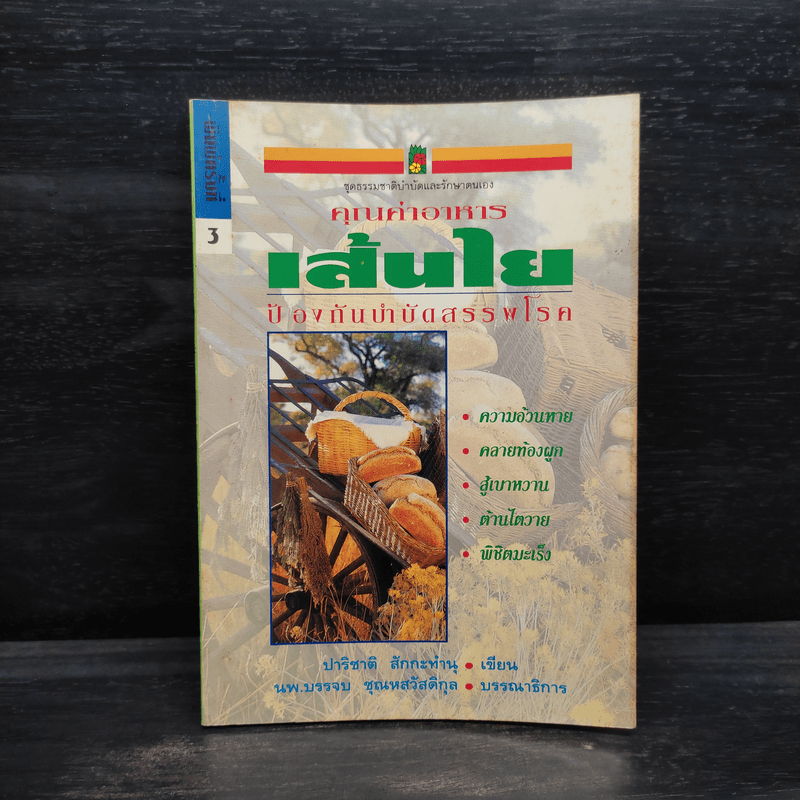 3
ชุดธรรมชาติบำบัดและรักษาตนเอง
คุณค่าอาหาร
เส้นใย
ป้องกันบำบัดสรรพโรค
• ความอ้วนหาย
• คลายท้องผูก
• สู้เบาหวาน
• ต้านไตวาย
• พิชิตมะเร็ง
ปาริชาติ สักกะทำนุ • เขียน
นพ.บรรจบ ชุณหสวัสดิกุล • บรรณาธิการ